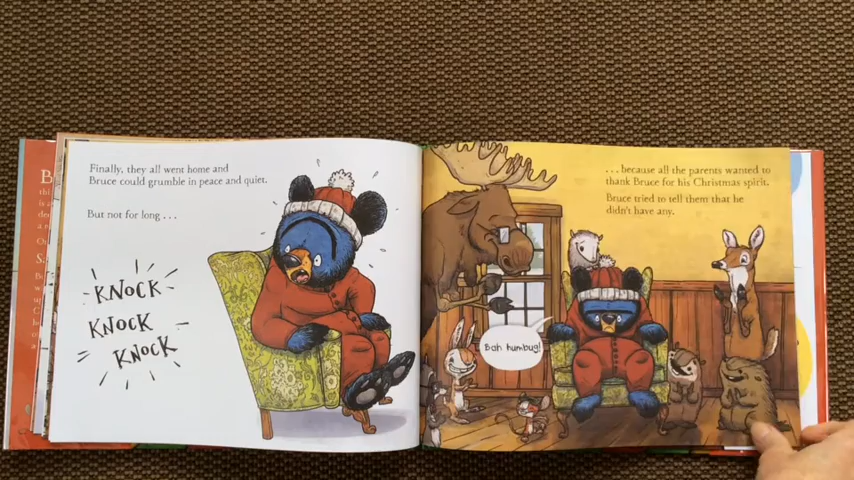 Finally, they all went home and
Bruce could grumble in peace and quiet.
But not for long . . .
KNOCK
KNOCK
KNOCK
. . . because all the parents wanted to
thank Bruce for his Christmas spirit.
Bruce tried to tell them that he
didn't have any.
Bah humbug!